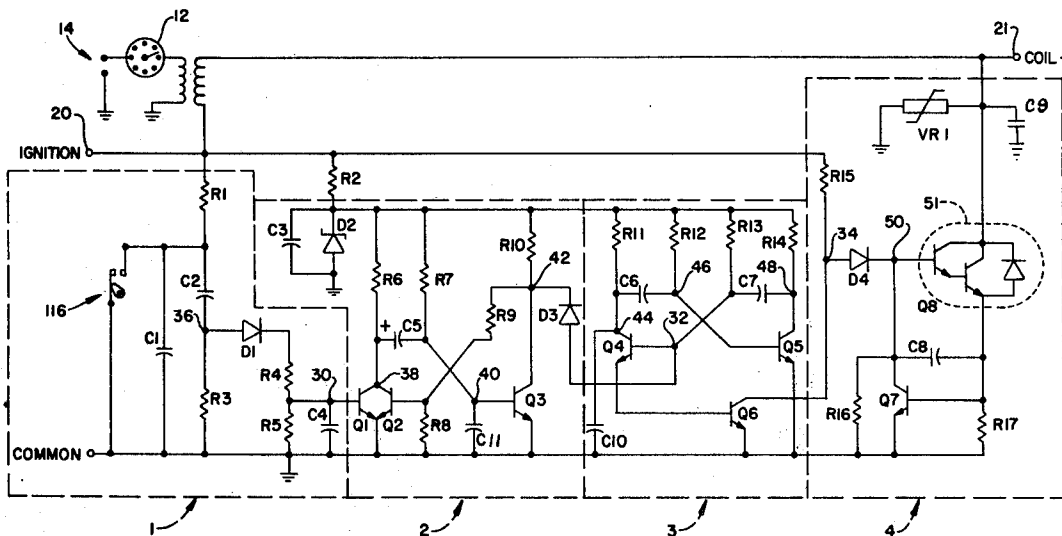 12
14
21
COIL
20
C9
VR1
IGNITION
R2
R1
R15
51
C3
D2
R10
R11
R12
R13
R14
34
50
R6
R7
42
C2
C6
46
C7
48
D4
116
36
C1
R9
D3
44
Q8
+
C5
Q4
32
Q5
D1
38
C8
R4
30
40
R3
C4
Q3
Q6
R16
Q7
R5
Q1
Q2
R8
C11
C10
R17
COMMON
1
2
3
4